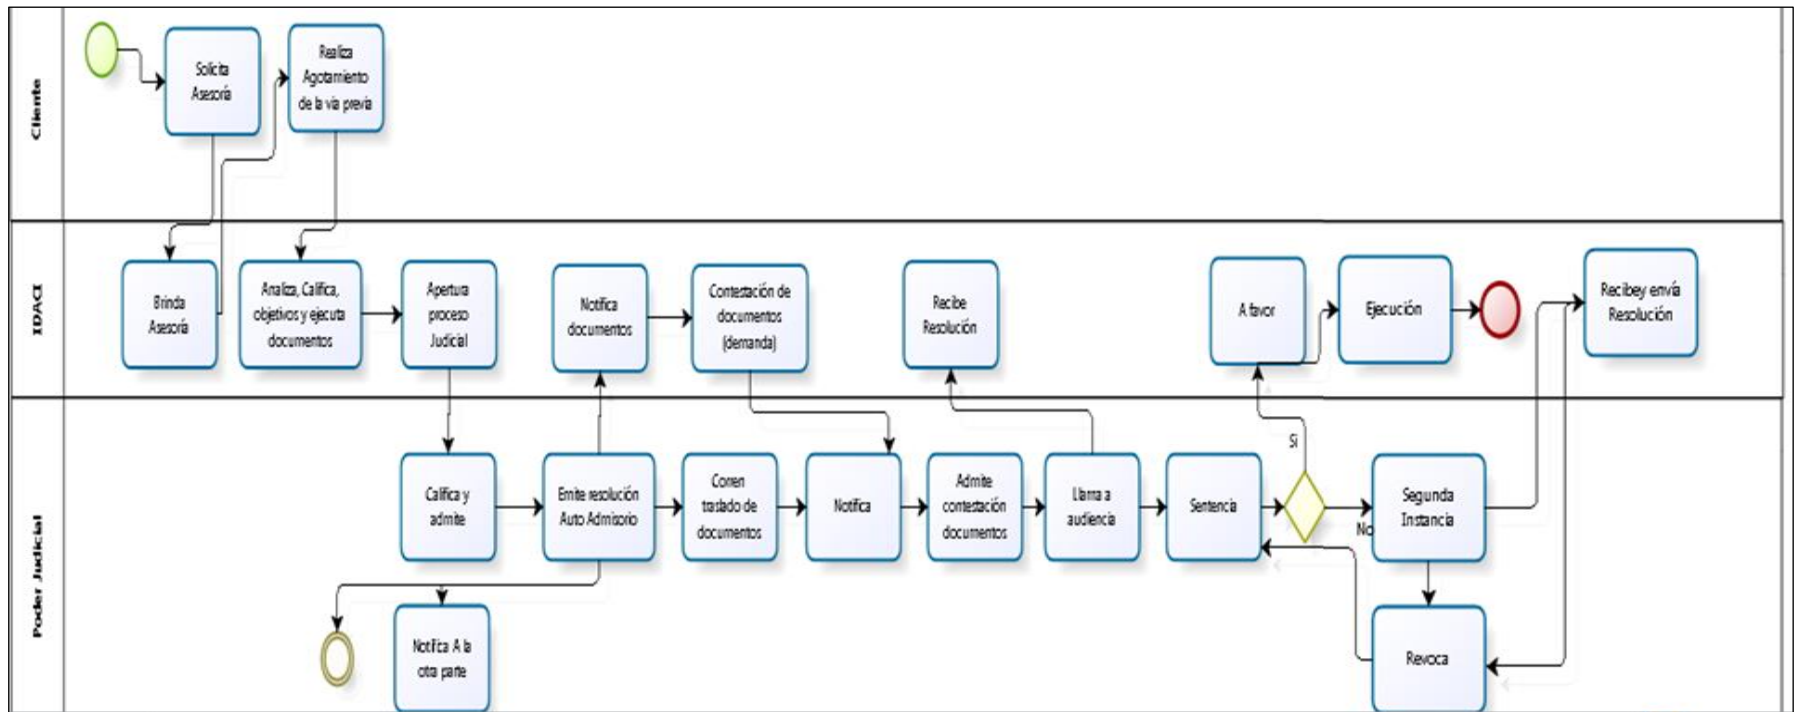 Cliente
Solicita
Asesoría
Realiza
Agotamiento
de la vía previa
IDACI
Brinda
Asesoría
Analiza, Califica,
objetivos y ejecuta
documentos
Apertura
proceso
Judicial
Notifica
documentos
Contestación de
documentos
(demanda)
Recibe
Resolución
A favor
Ejecución
Recibe y envía
Resolución
Poder Judicial
Califica y
admite
Emite resolución
Auto Admisorio
Corren
traslado de
documentos
Notifica
Admite
contestación
documentos
Llama a
audiencia
Sentencia
Si
No
Segunda
Instancia
Notifica A la
otra parte
Revoca